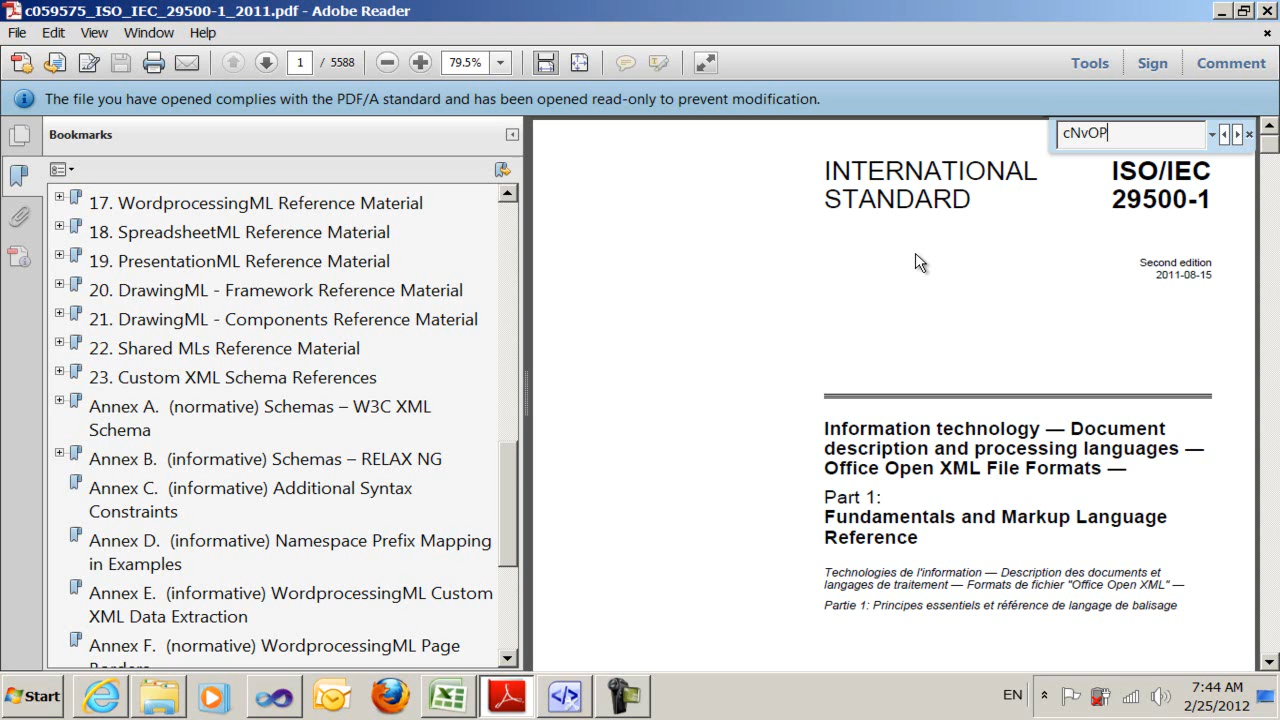 c059575_ISO_IEC_29500-1_2011.pdf - Adobe Reader
File Edit View Window Help
1 / 5588 79.5% Tools Sign Comment
The file you have opened complies with the PDF/A standard and has been opened read-only to prevent modification.
Bookmarks
17. WordprocessingML Reference Material
18. SpreadsheetML Reference Material
19. PresentationML Reference Material
20. DrawingML - Framework Reference Material
21. DrawingML - Components Reference Material
22. Shared MLs Reference Material
23. Custom XML Schema References
Annex A. (normative) Schemas – W3C XML
Schema
Annex B. (informative) Schemas – RELAX NG
Annex C. (informative) Additional Syntax
Constraints
Annex D. (informative) Namespace Prefix Mapping
in Examples
Annex E. (informative) WordprocessingML Custom
XML Data Extraction
Annex F. (normative) WordprocessingML Page
Borders
cNvOP
INTERNATIONAL
STANDARD
ISO/IEC
29500-1
Second edition
2011-08-15
Information technology — Document
description and processing languages —
Office Open XML File Formats —
Part 1:
Fundamentals and Markup Language
Reference
Technologies de l'information — Description des documents et
langages de traitement — Formats de fichier "Office Open XML" —
Partie 1: Principes essentiels et référence de langage de balisage
Start
EN
7:44 AM
2/25/2012